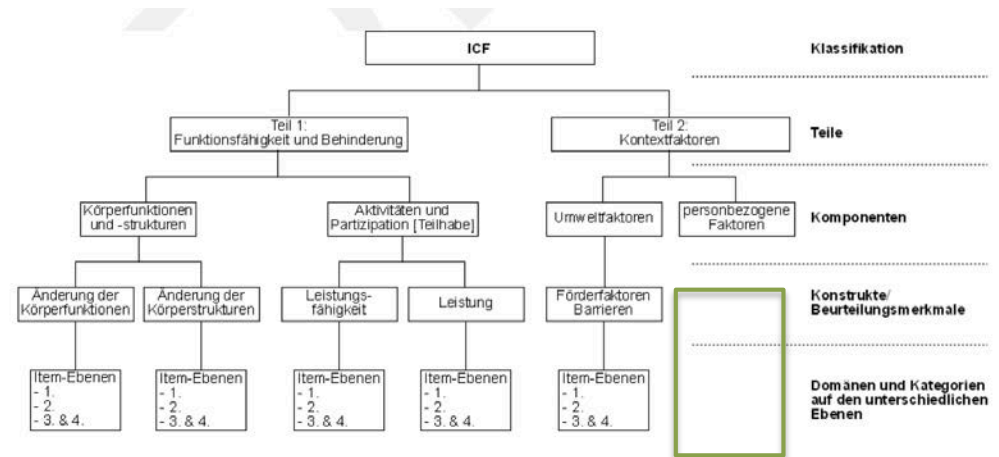 ICF
Klassifikation
Teil 1:
Funktionsfähigkeit und Behinderung
Teil 2:
Kontextfaktoren
Teile
Körperfunktionen
und -strukturen
Aktivitäten und
Partizipation [Teilhabe]
Umweltfaktoren
personbezogene
Faktoren
Komponenten
Änderung der
Körperfunktionen
Änderung der
Körperstrukturen
Leistungs-
fähigkeit
Leistung
Förderfaktoren
Barrieren
Konstrukte/
Beurteilungsmerkmale
Item-Ebenen
- 1.
- 2.
- 3. & 4.
Item-Ebenen
- 1.
- 2.
- 3. & 4.
Item-Ebenen
- 1.
- 2.
- 3. & 4.
Item-Ebenen
- 1.
- 2.
- 3. & 4.
Item-Ebenen
- 1.
- 2.
- 3. & 4.
Domänen und Kategorien
auf den unterschiedlichen
Ebenen